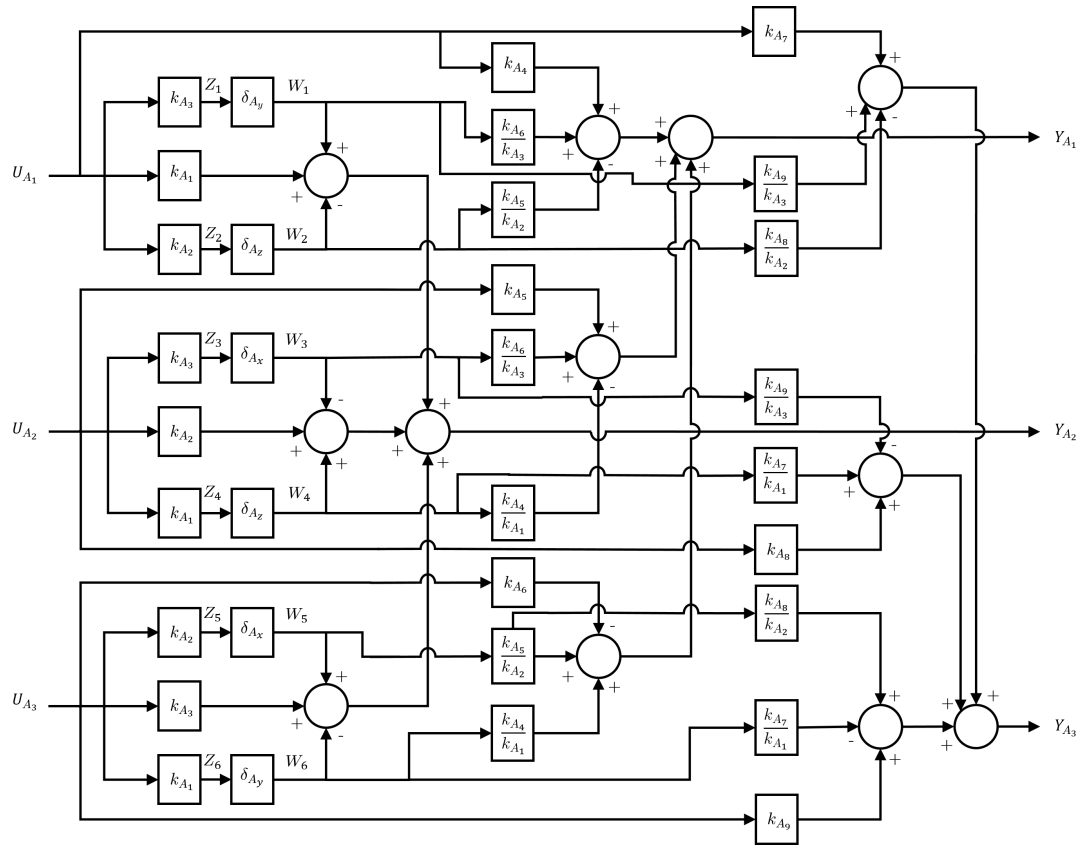 k_{A_7}
+
k_{A_4}
+
Z_1
W_1
k_{A_3}
δ_{A_y}
+
k_{A_6}/k_{A_3}
+
-
+
+
+
+
-
Y_{A_1}
U_{A_1}
k_{A_1}
+
-
k_{A_9}/k_{A_3}
k_{A_5}/k_{A_2}
Z_2
W_2
k_{A_2}
δ_{A_z}
k_{A_8}/k_{A_2}
k_{A_5}
+
Z_3
W_3
k_{A_3}
δ_{A_x}
k_{A_6}/k_{A_3}
+
-
k_{A_9}/k_{A_3}
-
+
U_{A_2}
k_{A_2}
+
+
+
+
Y_{A_2}
-
k_{A_7}/k_{A_1}
+
+
Z_4
W_4
k_{A_1}
δ_{A_z}
k_{A_4}/k_{A_1}
k_{A_8}
k_{A_6}
-
k_{A_8}/k_{A_2}
Z_5
W_5
k_{A_2}
δ_{A_x}
k_{A_5}/k_{A_2}
+
+
+
U_{A_3}
k_{A_3}
+
-
k_{A_4}/k_{A_1}
k_{A_7}/k_{A_1}
+
-
+
+
+
+
Y_{A_3}
Z_6
W_6
k_{A_1}
δ_{A_y}
k_{A_9}